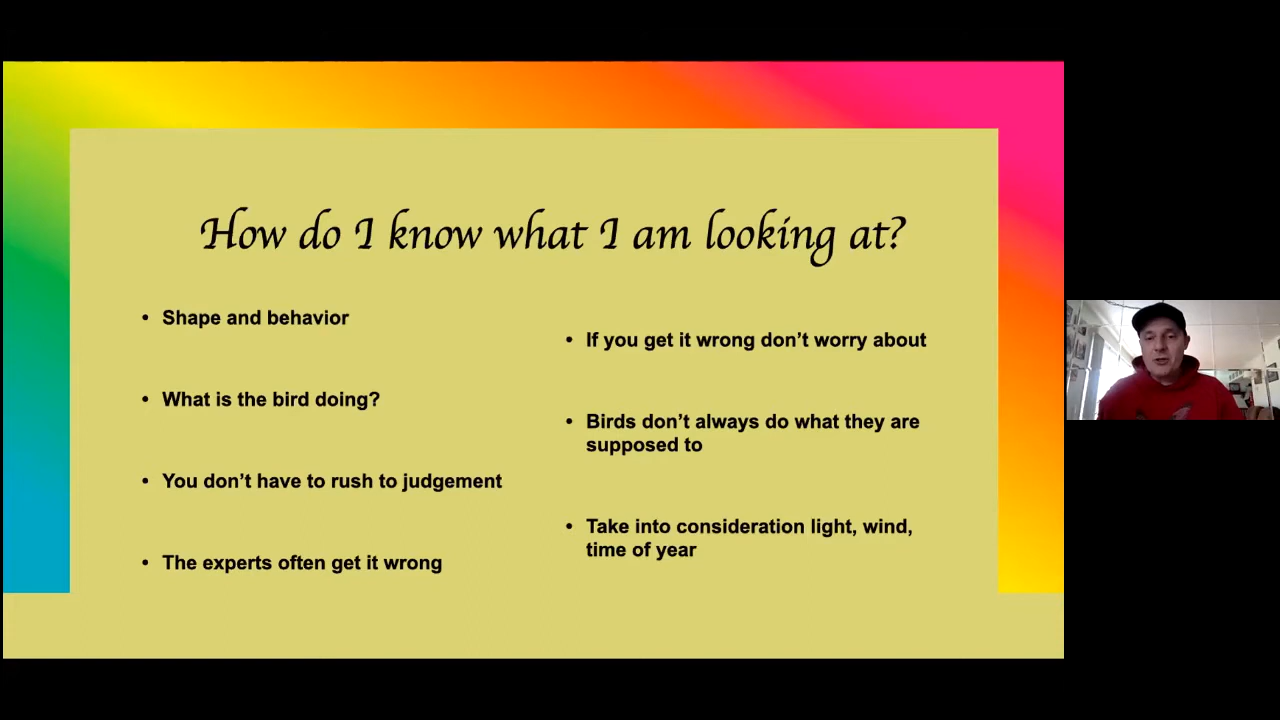 How do I know what I am looking at?
• Shape and behavior
• What is the bird doing?
• You don’t have to rush to judgement
• The experts often get it wrong
• If you get it wrong don’t worry about
• Birds don’t always do what they are
supposed to
• Take into consideration light, wind,
time of year